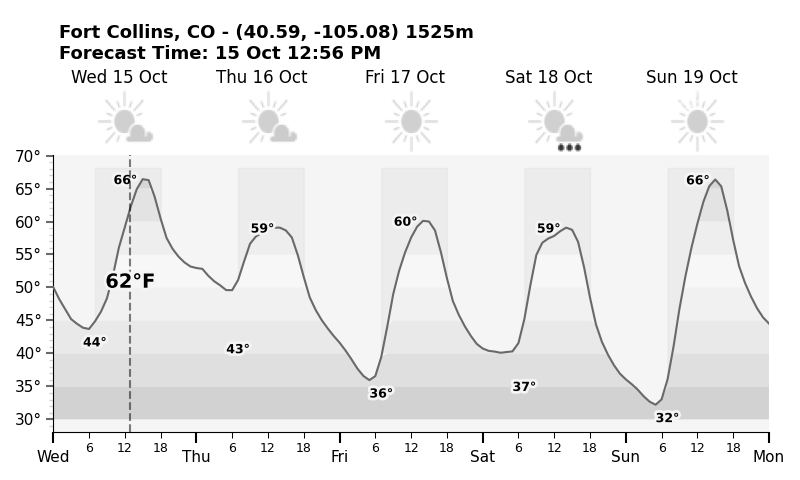 Fort Collins, CO - (40.59, -105.08) 1525m
Forecast Time: 15 Oct 12:56 PM
Wed 15 Oct Thu 16 Oct Fri 17 Oct Sat 18 Oct Sun 19 Oct
70°
65°
60°
55°
50°
45°
40°
35°
30°
66° 59° 60° 59° 66°
62°F
44° 43° 36° 37° 32°
6 12 18 6 12 18 6 12 18 6 12 18 6 12 18
Wed Thu Fri Sat Sun Mon